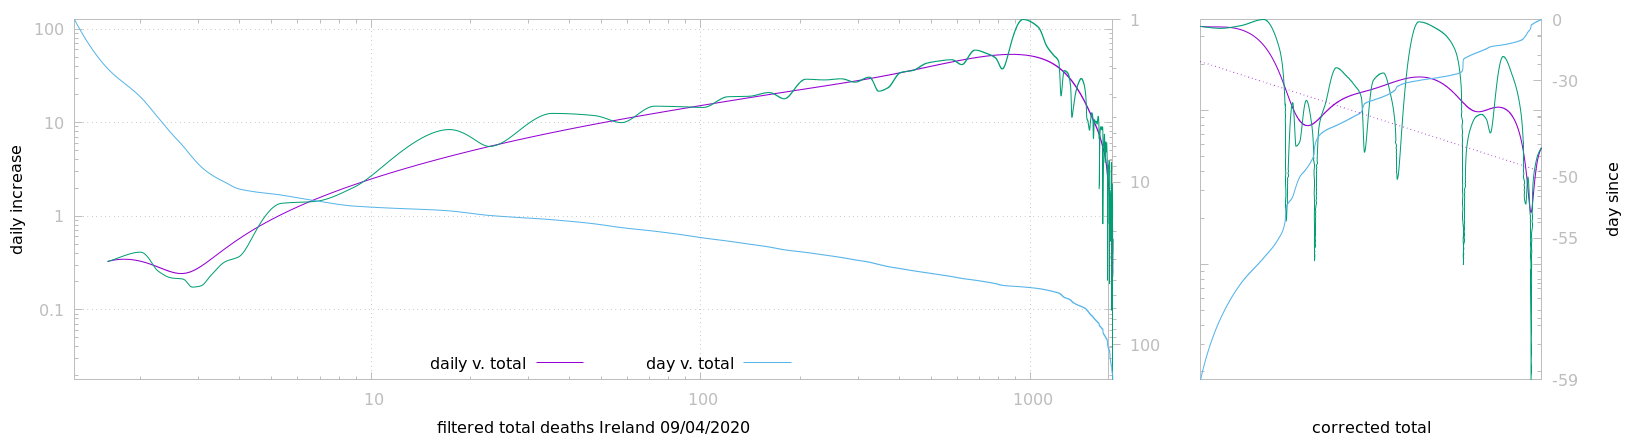 100
10
1
0.1
daily increase
daily v. total
day v. total
10
100
1000
filtered total deaths Ireland 09/04/2020
1
10
100
0
-30
-50
-55
-59
day since
corrected total